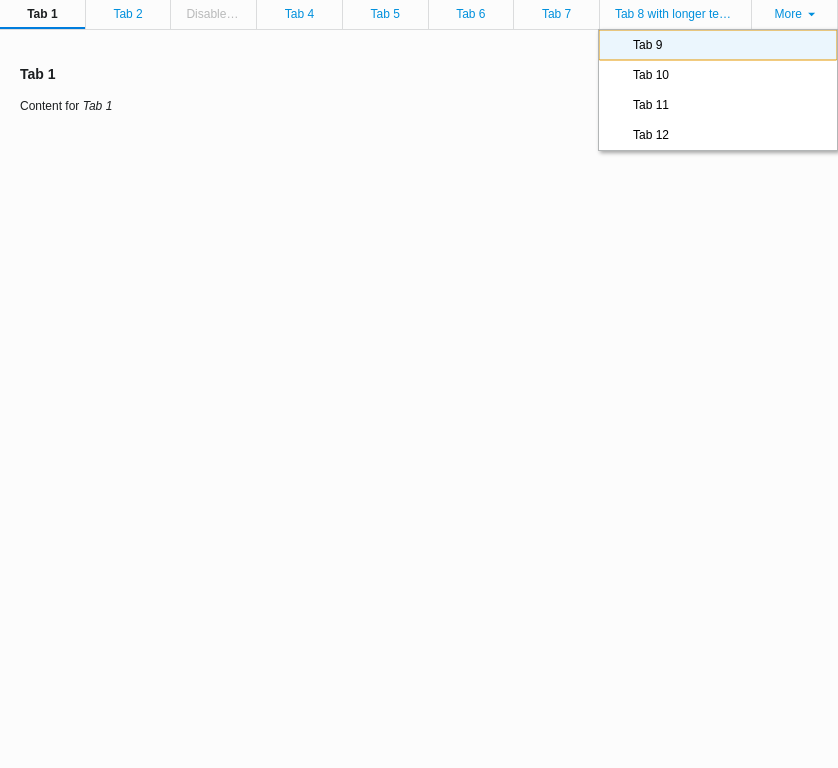 Tab 1 Tab 2 Disable… Tab 4 Tab 5 Tab 6 Tab 7 Tab 8 with longer te… More
Tab 9
Tab 10
Tab 11
Tab 12
Tab 1
Content for Tab 1